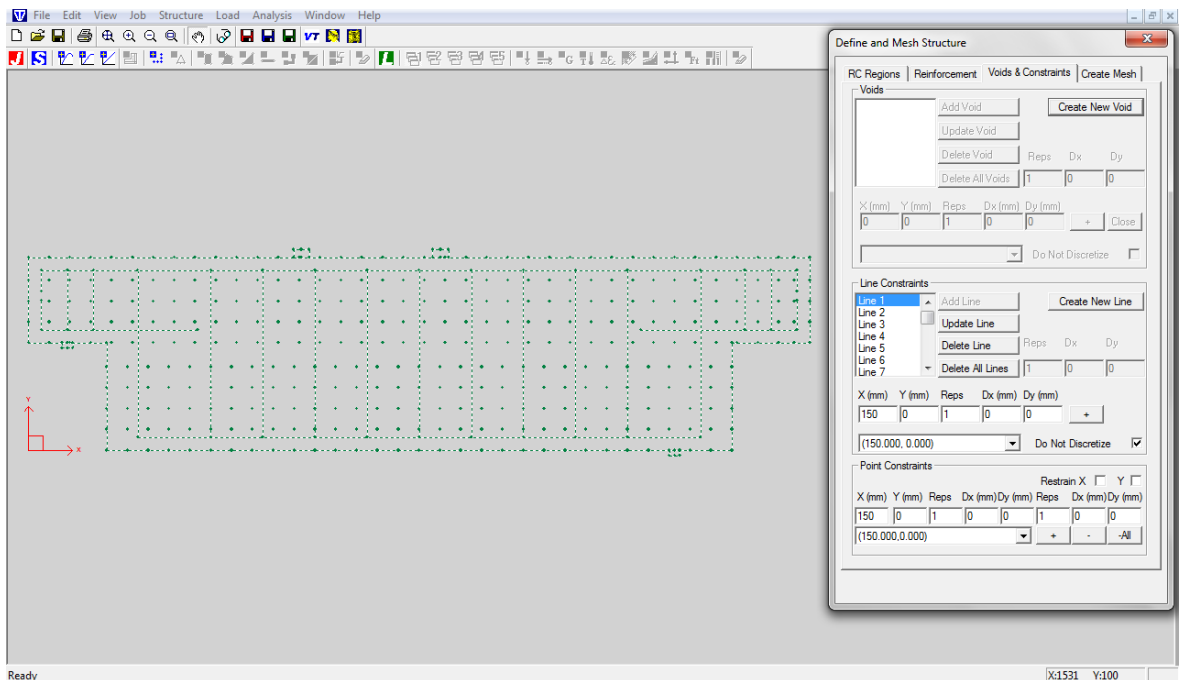 File Edit View Job Structure Load Analysis Window Help
VT
Define and Mesh Structure
RC Regions Reinforcement Voids & Constraints Create Mesh
Voids
Add Void Create New Void
Update Void
Delete Void Reps Dx Dy
Delete All Voids 1 0 0
X (mm) Y (mm) Reps Dx (mm) Dy (mm)
0 0 1 0 0 + Close
Do Not Discretize
Line Constraints
Line 1 Add Line Create New Line
Line 2
Line 3 Update Line
Line 4
Line 5 Delete Line Reps Dx Dy
Line 6
Line 7 Delete All Lines 1 0 0
X (mm) Y (mm) Reps Dx (mm) Dy (mm)
150 0 1 0 0 +
(150.000, 0.000) Do Not Discretize
Point Constraints
Restrain X Y
X (mm) Y (mm) Reps Dx (mm) Dy (mm) Reps Dx (mm) Dy (mm)
150 0 1 0 0 1 0 0
(150.000,0.000) + - -All
Y
X
Ready X:1531 Y:100